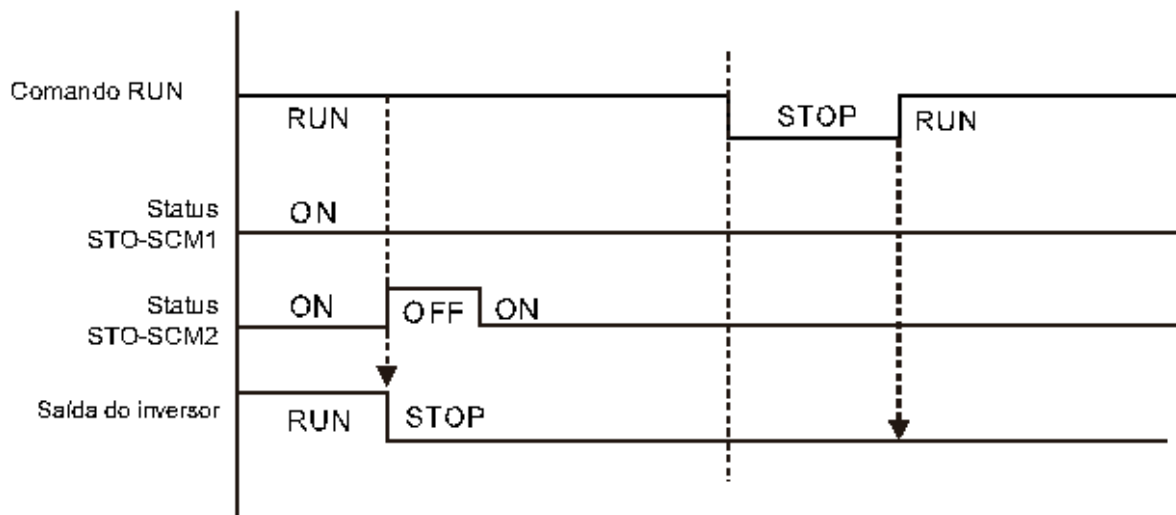 Comando RUN
RUN
STOP
RUN
Status
STO-SCM1
ON
Status
STO-SCM2
ON
OFF
ON
Saída do inversor
RUN
STOP